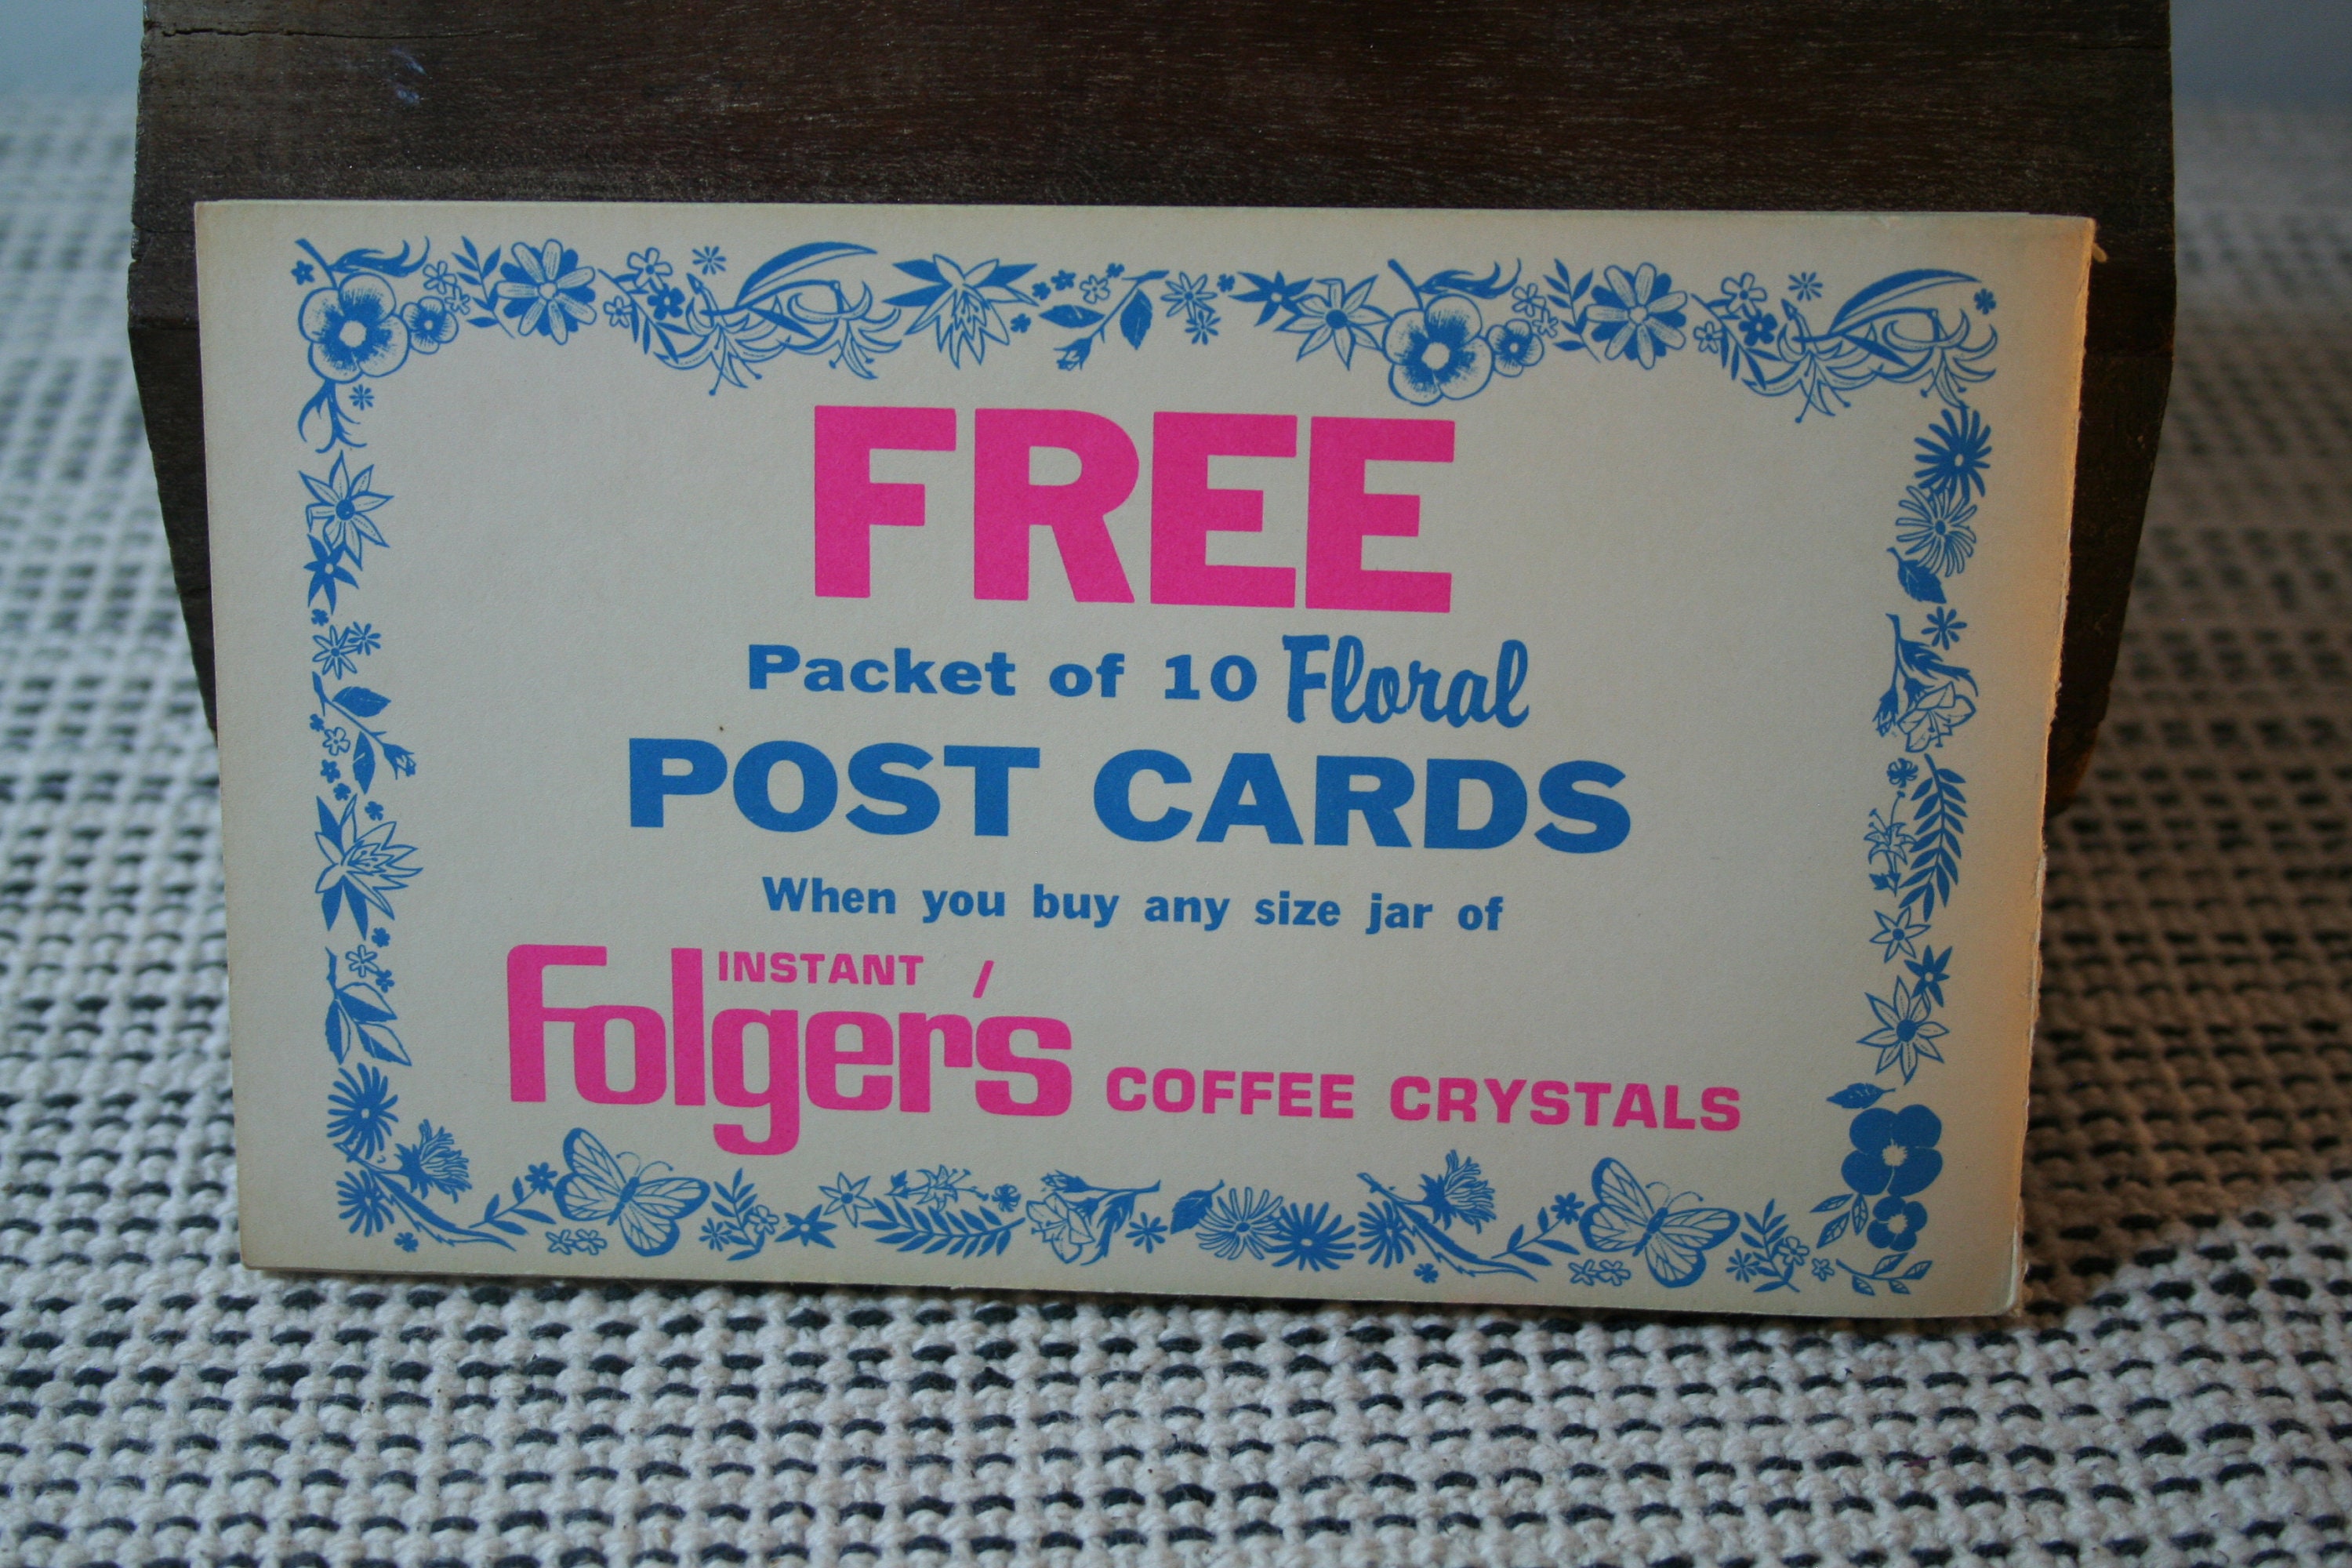 FREE
Packet of 10 Floral
POST CARDS
When you buy any size jar of
INSTANT
Folger's COFFEE CRYSTALS